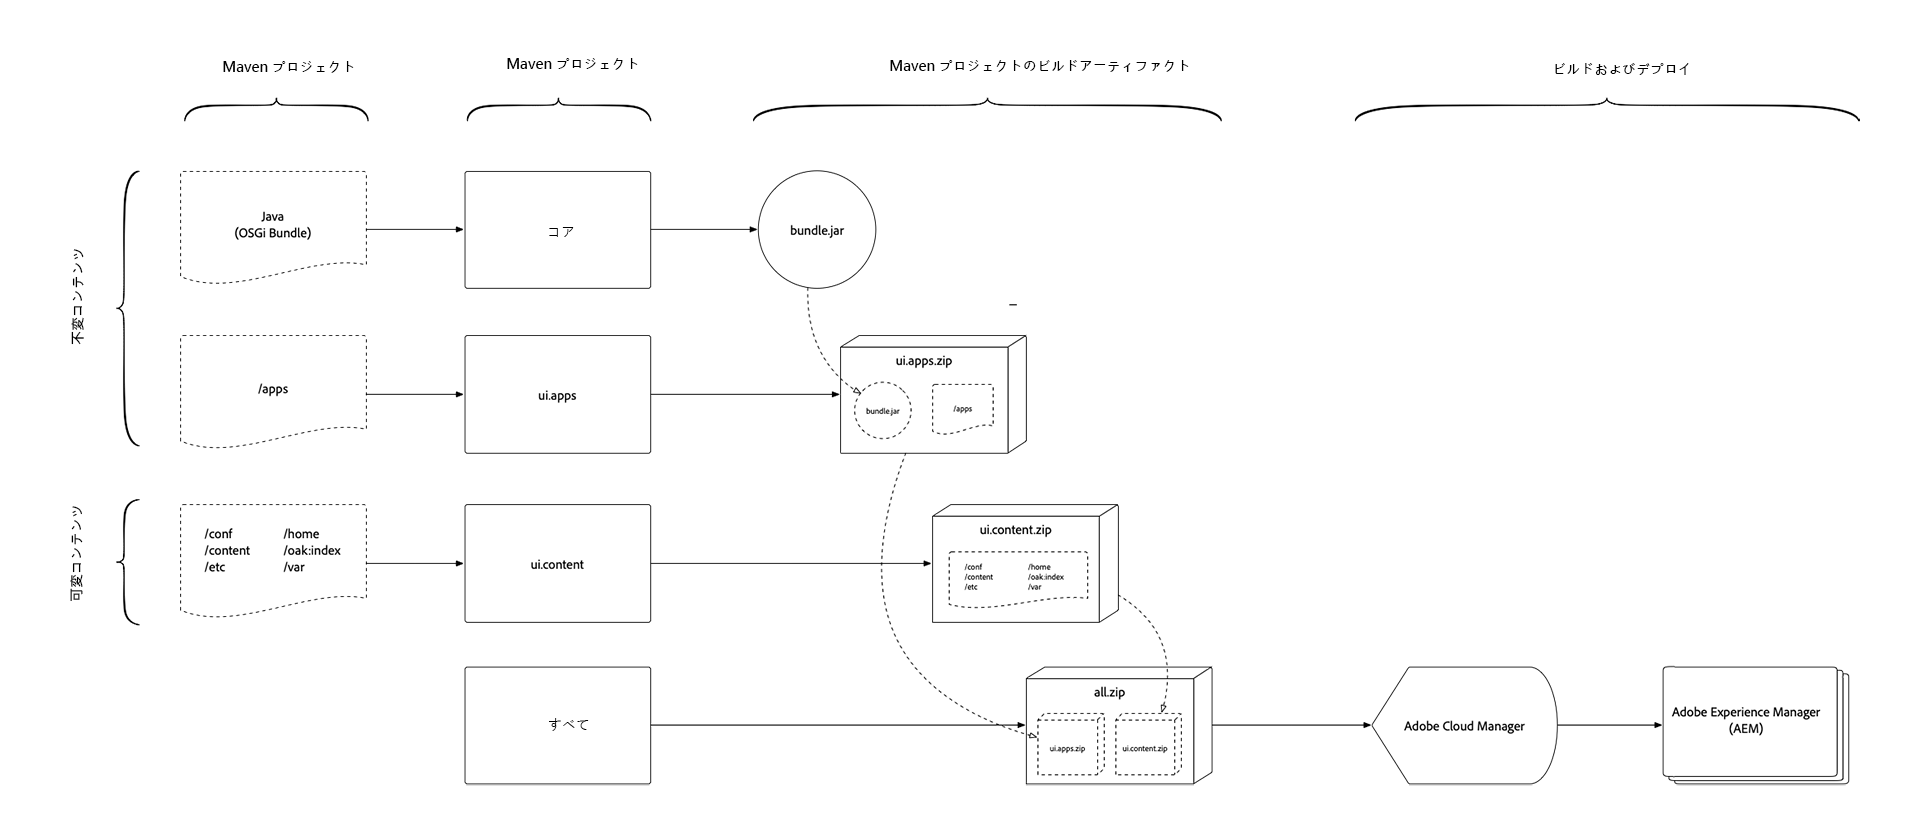 Maven プロジェクト
Maven プロジェクト
Maven プロジェクトのビルドアーティファクト
ビルドおよびデプロイ
不変コンテンツ
Java
(OSGi Bundle)
コア
bundle.jar
/apps
ui.apps
ui.apps.zip
bundle.jar
/apps
可変コンテンツ
/conf /home
/content /oak:index
/etc /var
ui.content
ui.content.zip
/conf /home
/content /oak:index
/etc /var
すべて
all.zip
ui.apps.zip
ui.content.zip
Adobe Cloud Manager
Adobe Experience Manager
(AEM)